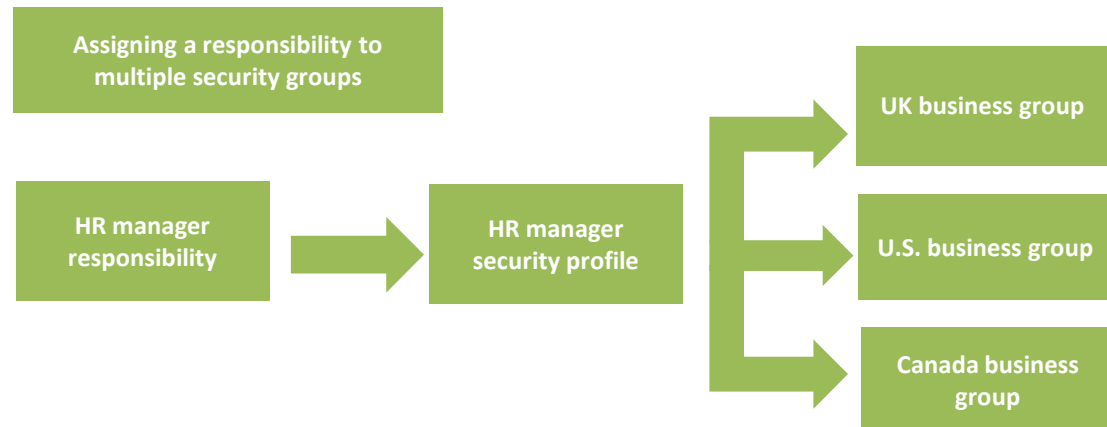 Assigning a responsibility to
multiple security groups
UK business group
HR manager
responsibility
HR manager
security profile
U.S. business group
Canada business
group